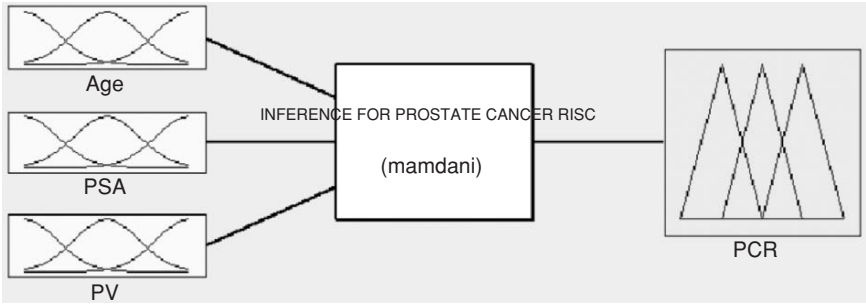 Age
INFERENCE FOR PROSTATE CANCER RISC
PSA
(mamdani)
PCR
PV